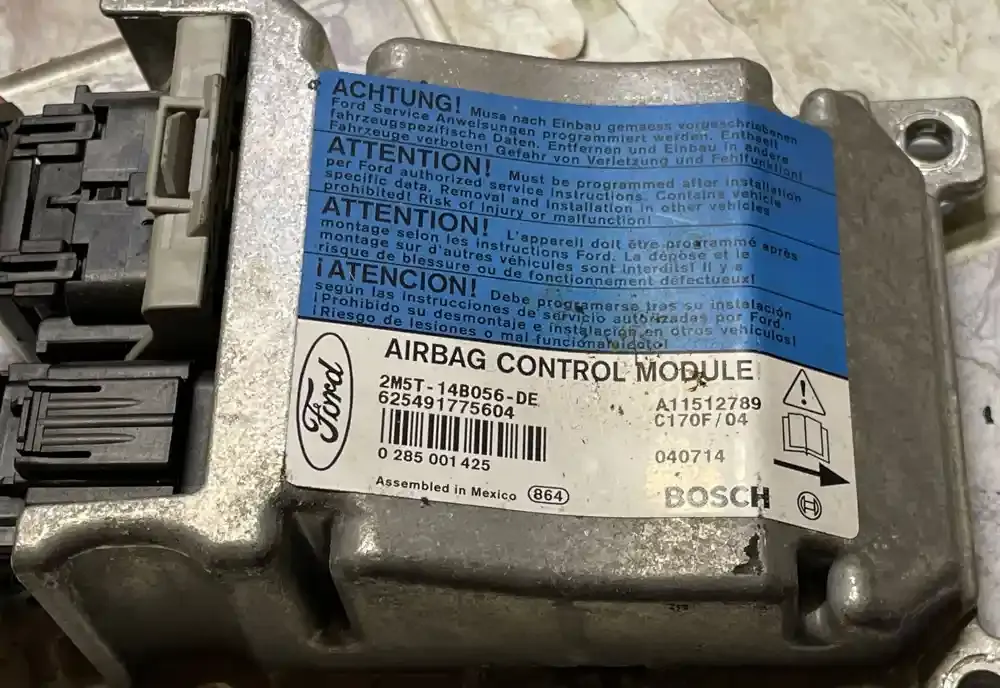 ACHTUNG! Muss nach Einbau gemaess vorgeschriebenen
Ford Service Anweisungen programmiert werden. Enthaelt
fahrzeugspezifische Daten. Entfernen und Einbau in andere
Fahrzeuge verboten! Gefahr von Verletzung und Fehlfunktion!
ATTENTION! Must be programmed after installation
per Ford authorized service instructions. Contains vehicle
specific data. Removal and installation in other vehicles
prohibited! Risk of injury or malfunction!
ATTENTION! L'appareil doit être programmé après
montage selon les instructions Ford. La dépose et le
montage sur d'autres véhicules sont interdits! Il y a
risque de blessure ou de fonctionnement défectueux!
¡ATENCION! Debe programarse tras su instalación
según las instrucciones de servicio autorizadas por Ford.
¡Prohibido su desmontaje e instalación en otros vehículos!
¡Riesgo de lesiones o mal funcionamiento!
Ford
AIRBAG CONTROL MODULE
2M5T-14B056-DE
625491775604
A11512789
C170F/04
0 285 001 425
040714
Assembled in Mexico 864
BOSCH